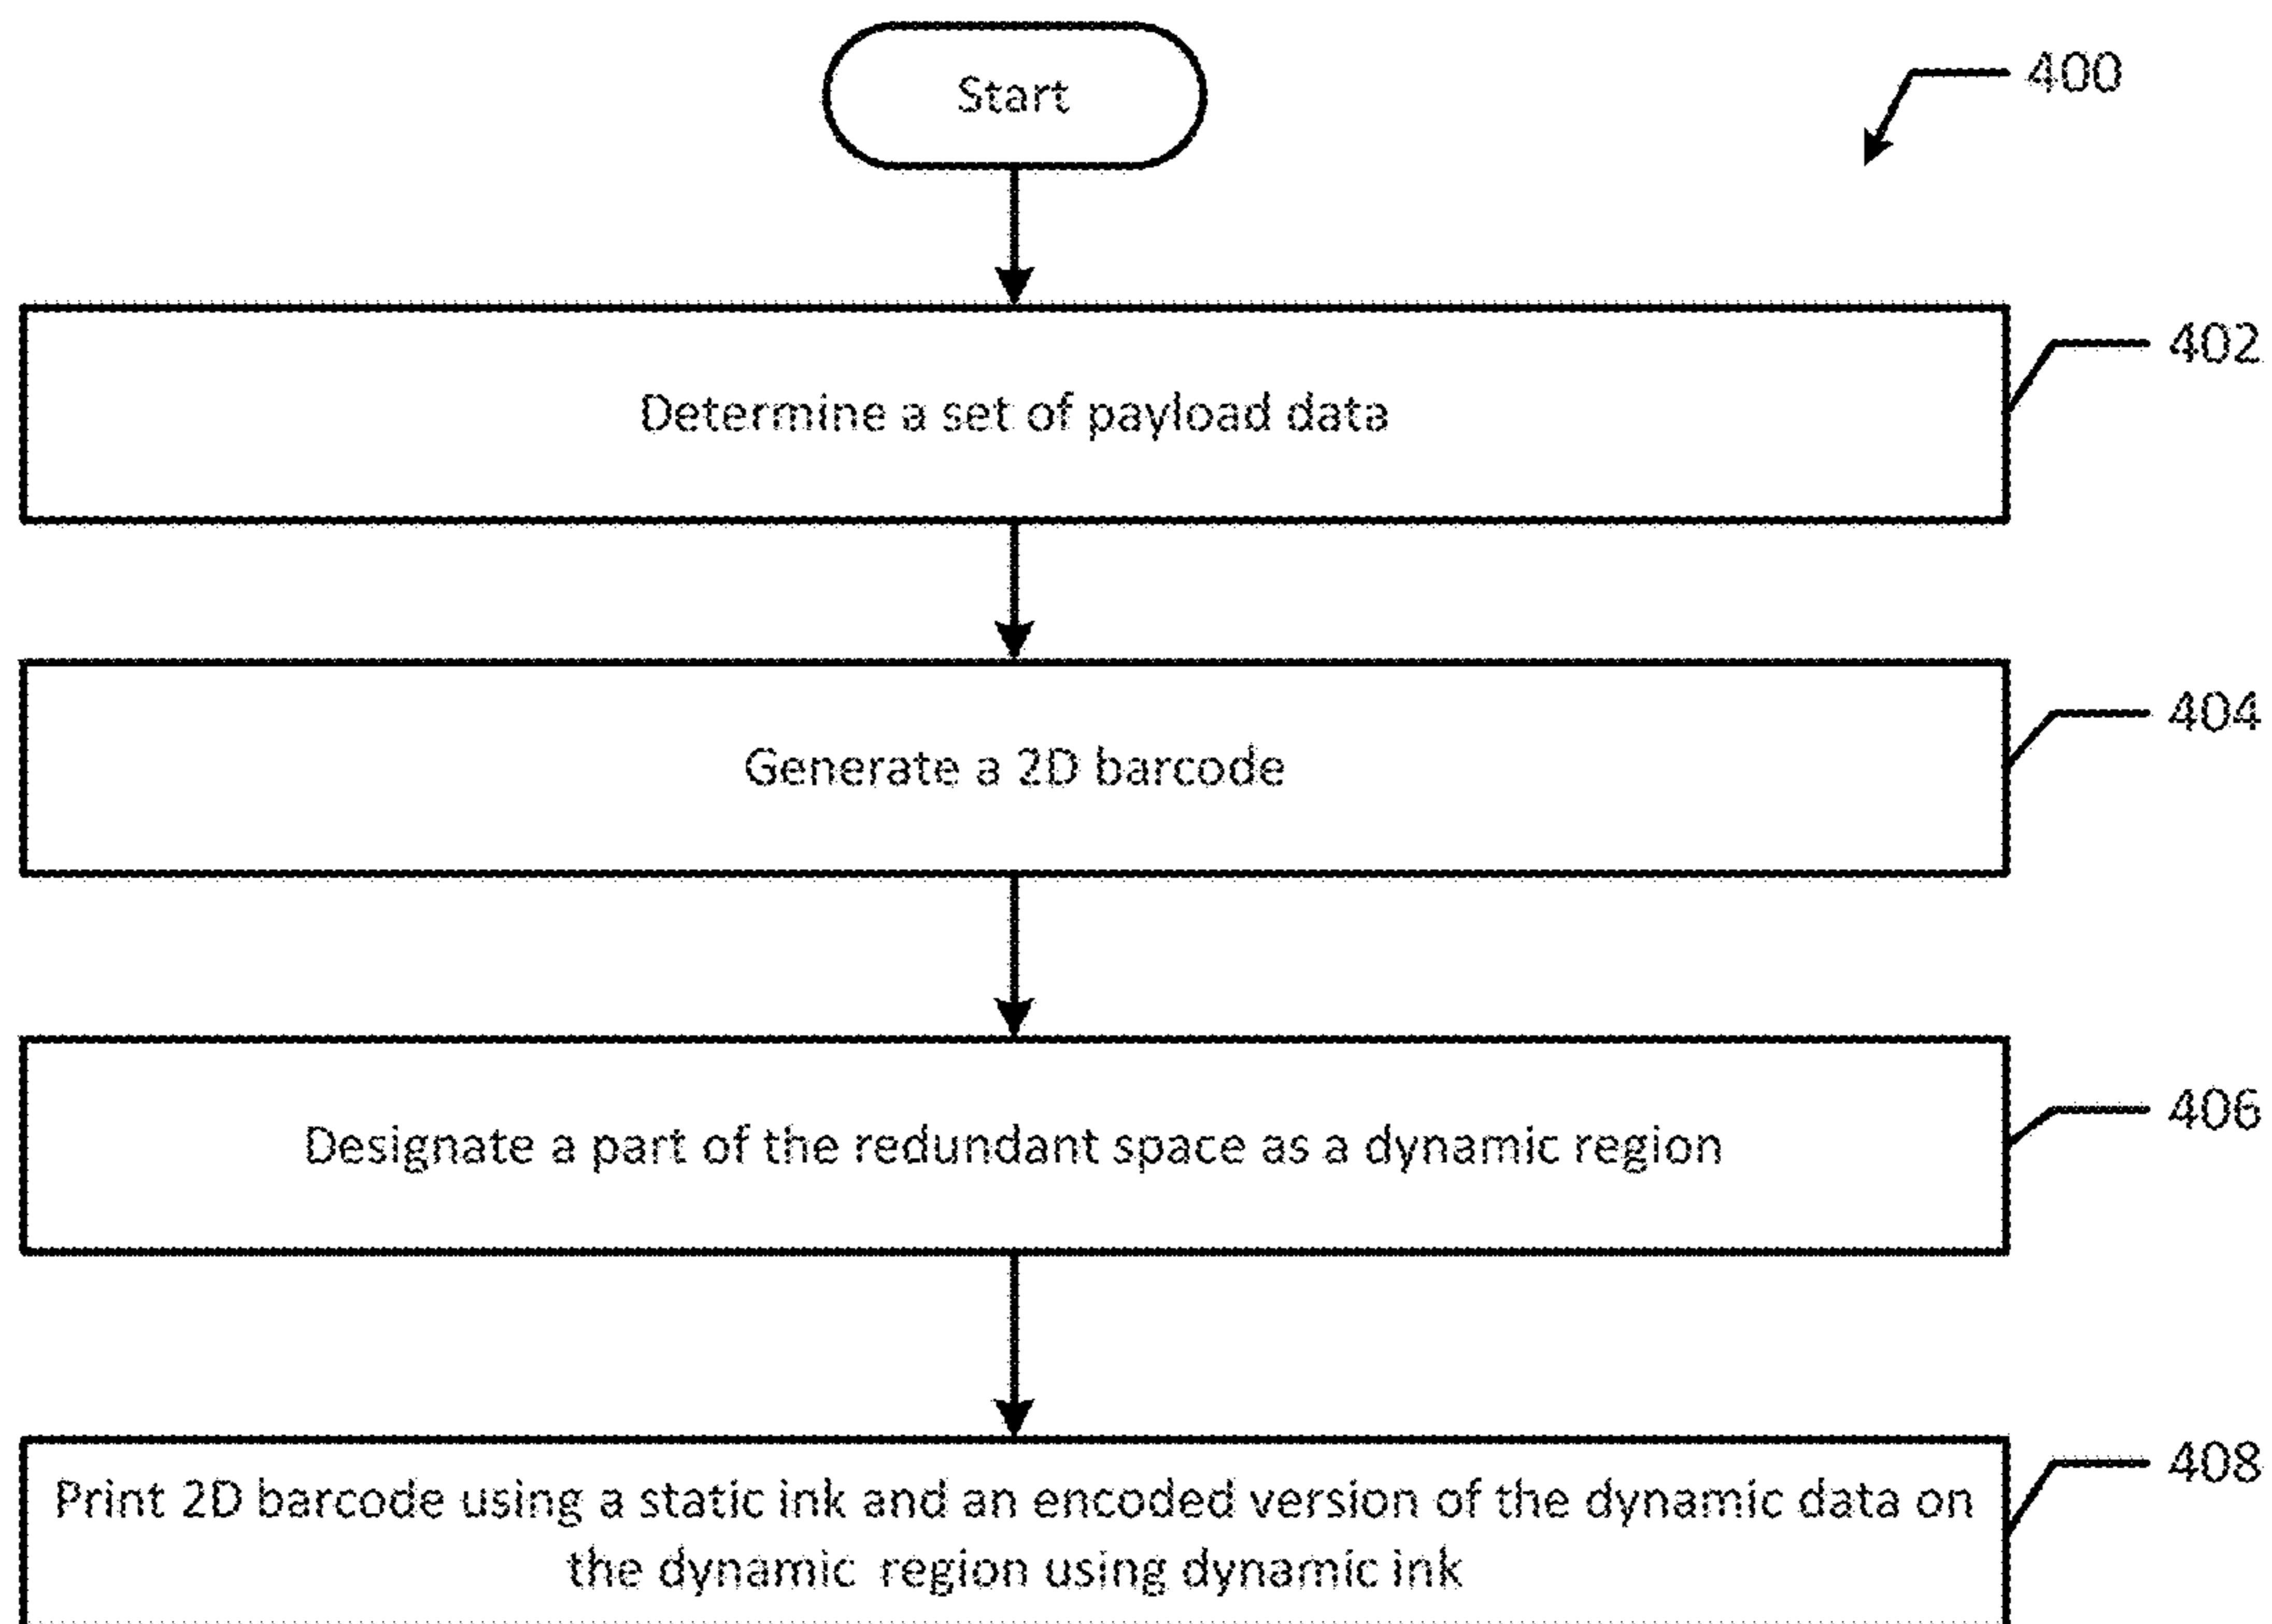 Start
400
Determine a set of payload data
402
Generate a 2D barcode
404
Designate a part of the redundant space as a dynamic region
406
Print 2D barcode using a static ink and an encoded version of the dynamic data on
the dynamic region using dynamic ink
408